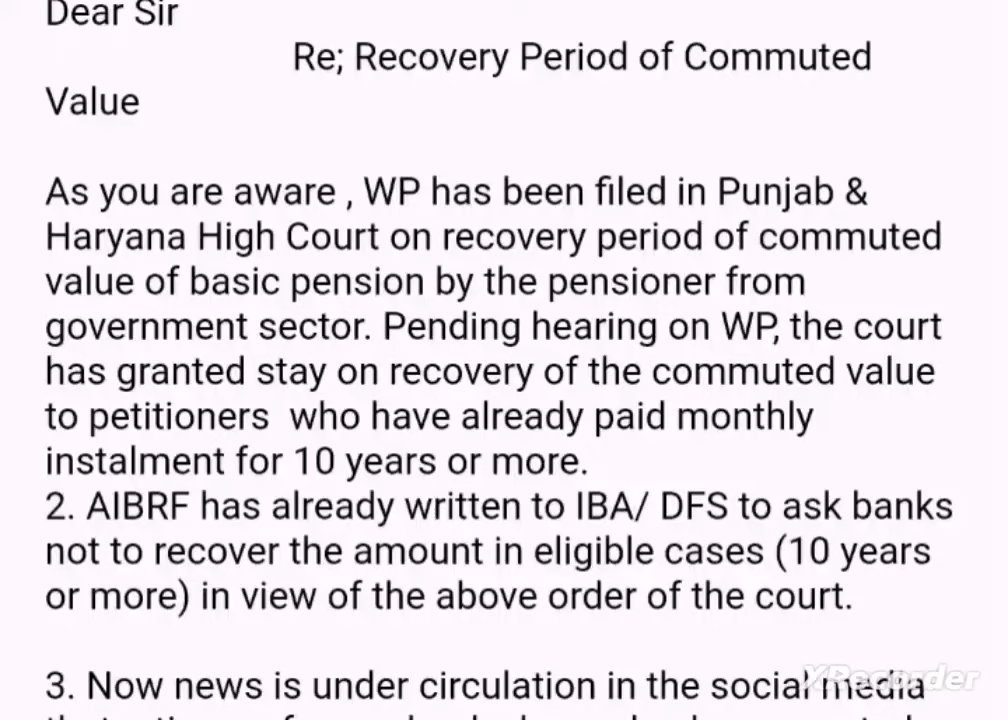 Dear Sir
Re; Recovery Period of Commuted
Value
As you are aware , WP has been filed in Punjab &
Haryana High Court on recovery period of commuted
value of basic pension by the pensioner from
government sector. Pending hearing on WP, the court
has granted stay on recovery of the commuted value
to petitioners  who have already paid monthly
instalment for 10 years or more.
2. AIBRF has already written to IBA/ DFS to ask banks
not to recover the amount in eligible cases (10 years
or more) in view of the above order of the court.
3. Now news is under circulation in the social media
XRecorder